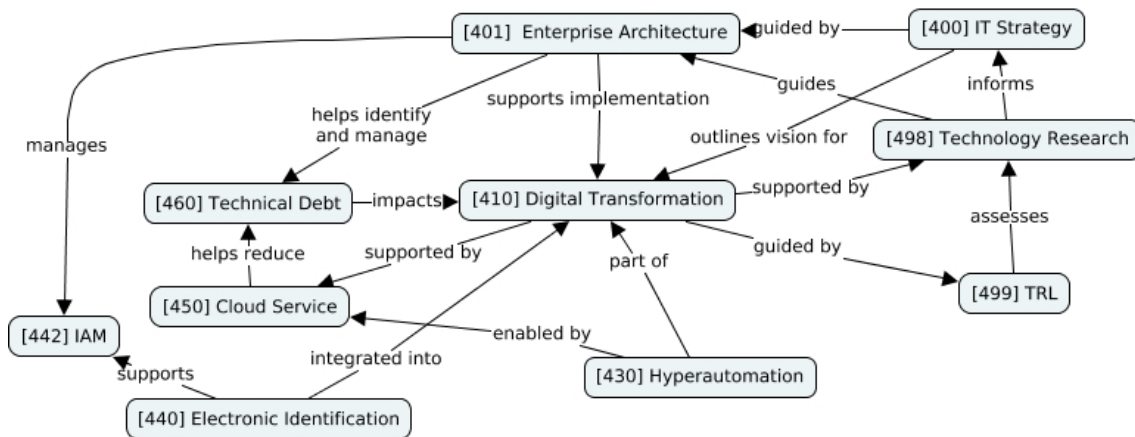 [401]  Enterprise Architecture
guided by
[400] IT Strategy
guides
informs
supports implementation
helps identify
and manage
outlines vision for
manages
[498] Technology Research
[460] Technical Debt
impacts
[410] Digital Transformation
supported by
assesses
helps reduce
supported by
guided by
part of
[450] Cloud Service
[499] TRL
[442] IAM
enabled by
integrated into
supports
[430] Hyperautomation
[440] Electronic Identification